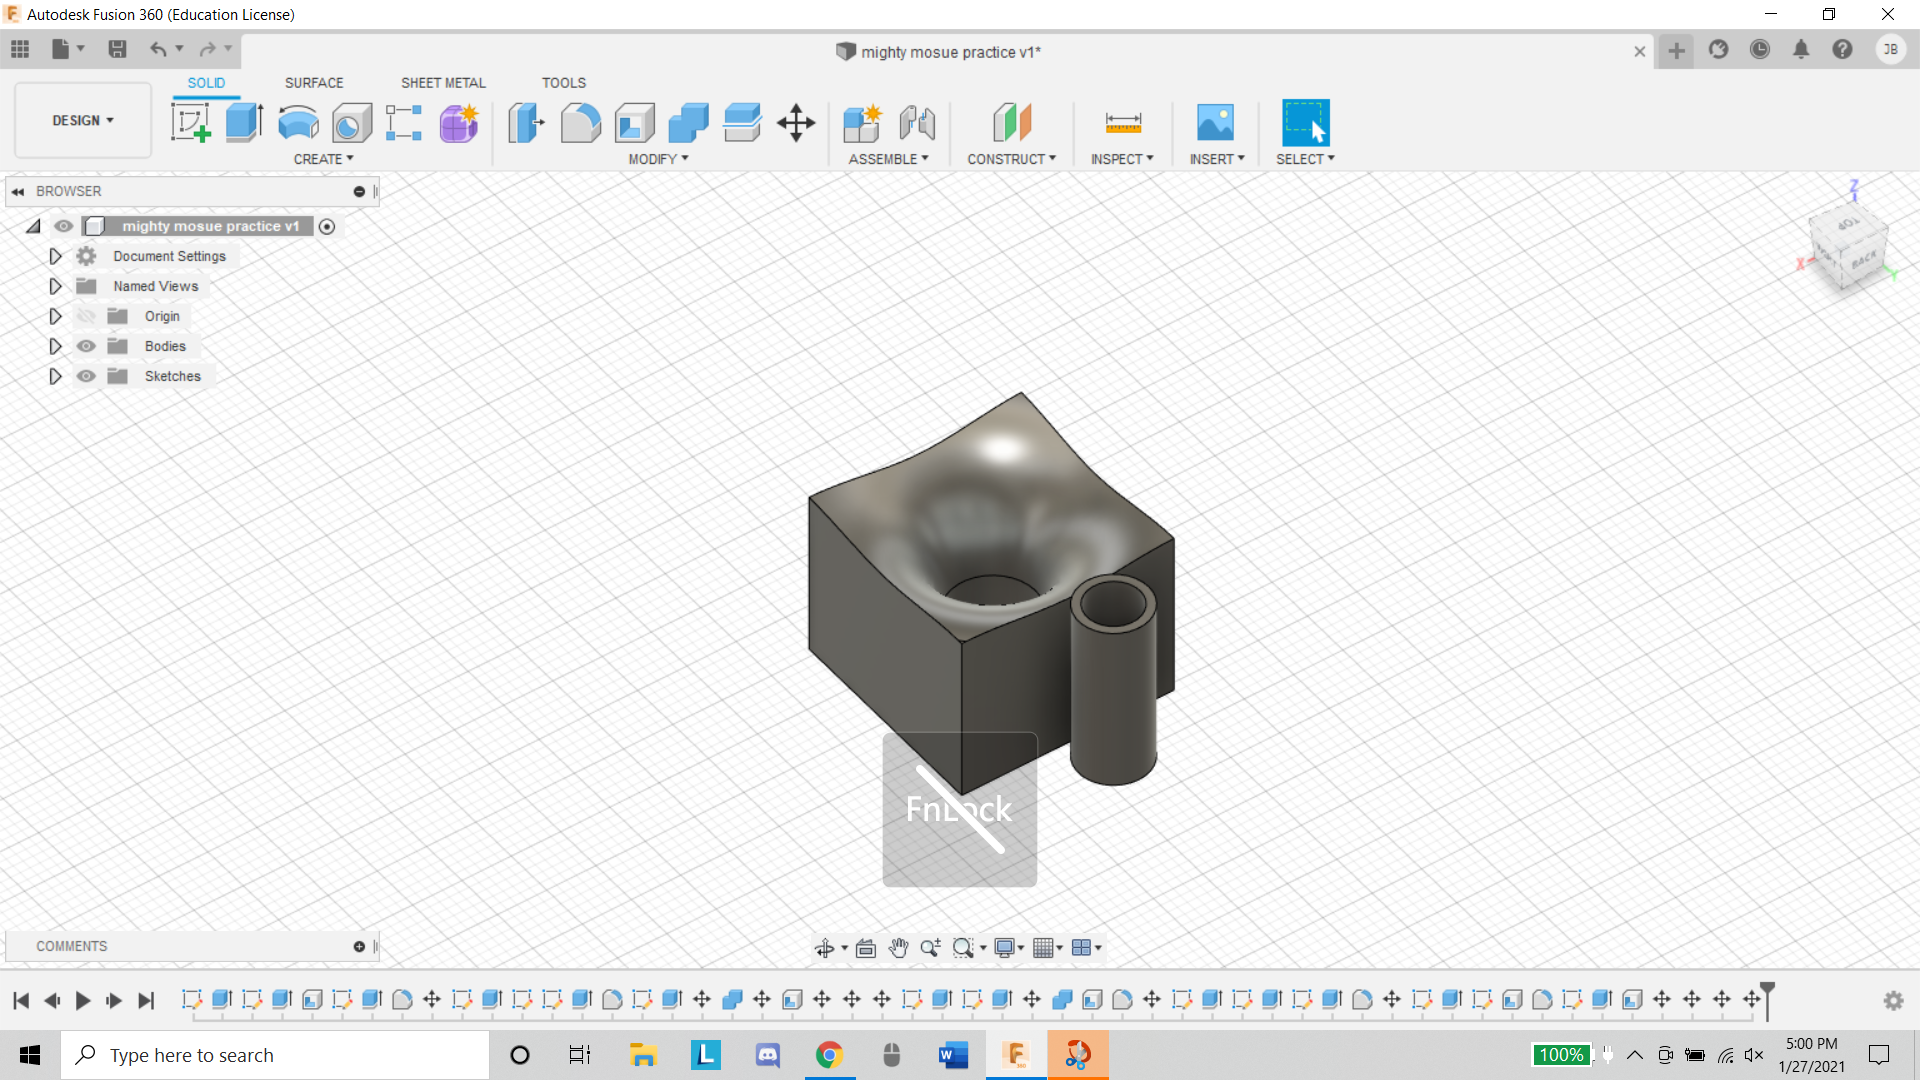 Autodesk Fusion 360 (Education License)
mighty mosue practice v1*
JB
SOLID SURFACE SHEET METAL TOOLS
DESIGN
CREATE MODIFY ASSEMBLE CONSTRUCT INSPECT INSERT SELECT
BROWSER
mighty mosue practice v1
Document Settings
Named Views
Origin
Bodies
Sketches
Z
TOP
BACK
X
Y
FnLock
COMMENTS
Type here to search
100%
5:00 PM
1/27/2021